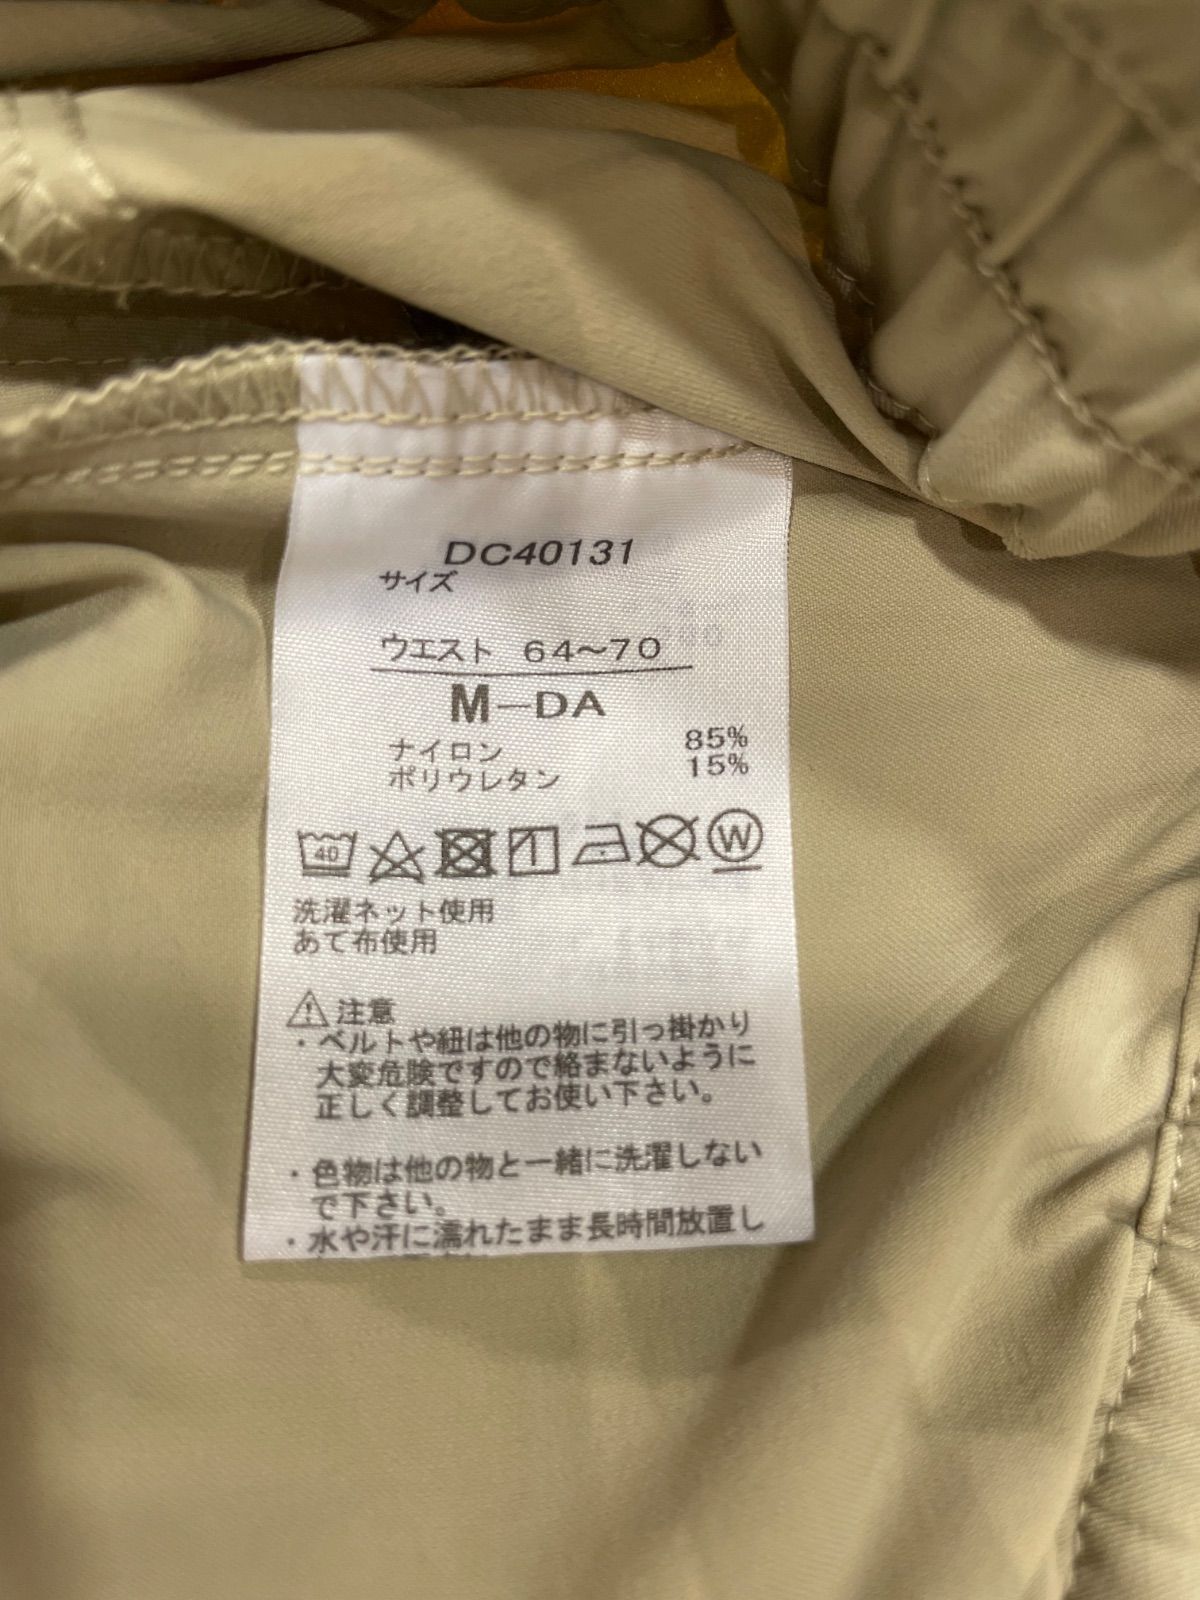 DC40131
サイズ
ウエスト 64〜70
M－DA
ナイロン 85%
ポリウレタン 15%
40 W
洗濯ネット使用
あて布使用
注意
・ベルトや紐は他の物に引っ掛かり
大変危険ですので絡まないように
正しく調整してお使い下さい。
・色物は他の物と一緒に洗濯しない
で下さい。
・水や汗に濡れたまま長時間放置し